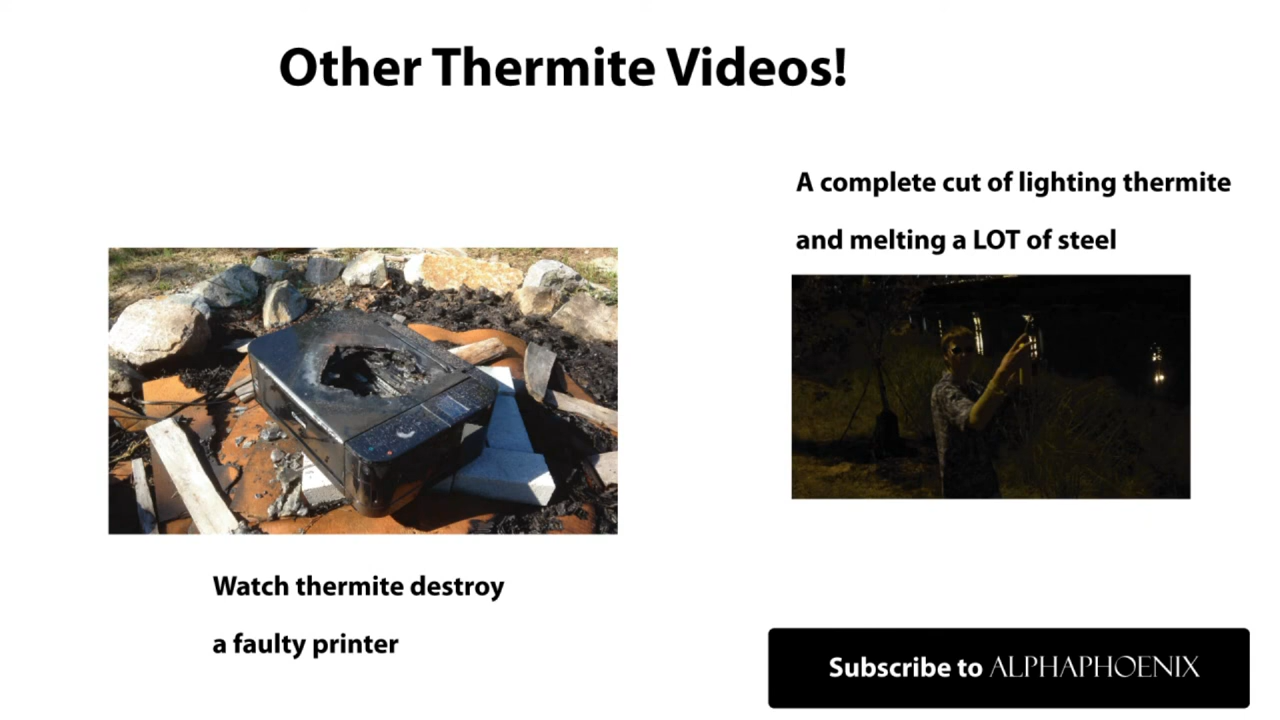 Other Thermite Videos!
A complete cut of lighting thermite
and melting a LOT of steel
Watch thermite destroy
a faulty printer
Subscribe to ALPHAPHOENIX